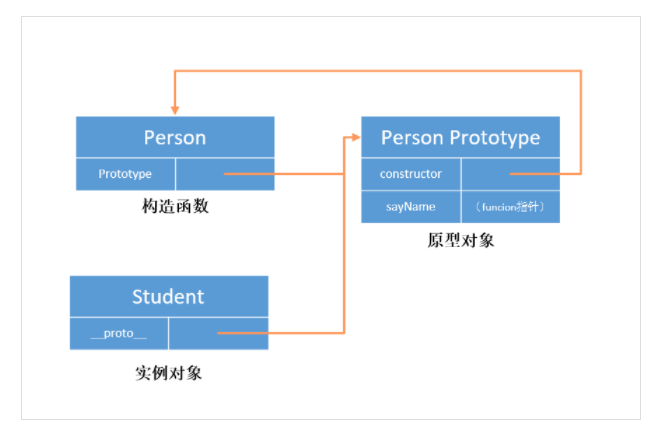 Person
Prototype
构造函数
Person Prototype
constructor
sayName
（funcion指针）
原型对象
Student
__proto__
实例对象